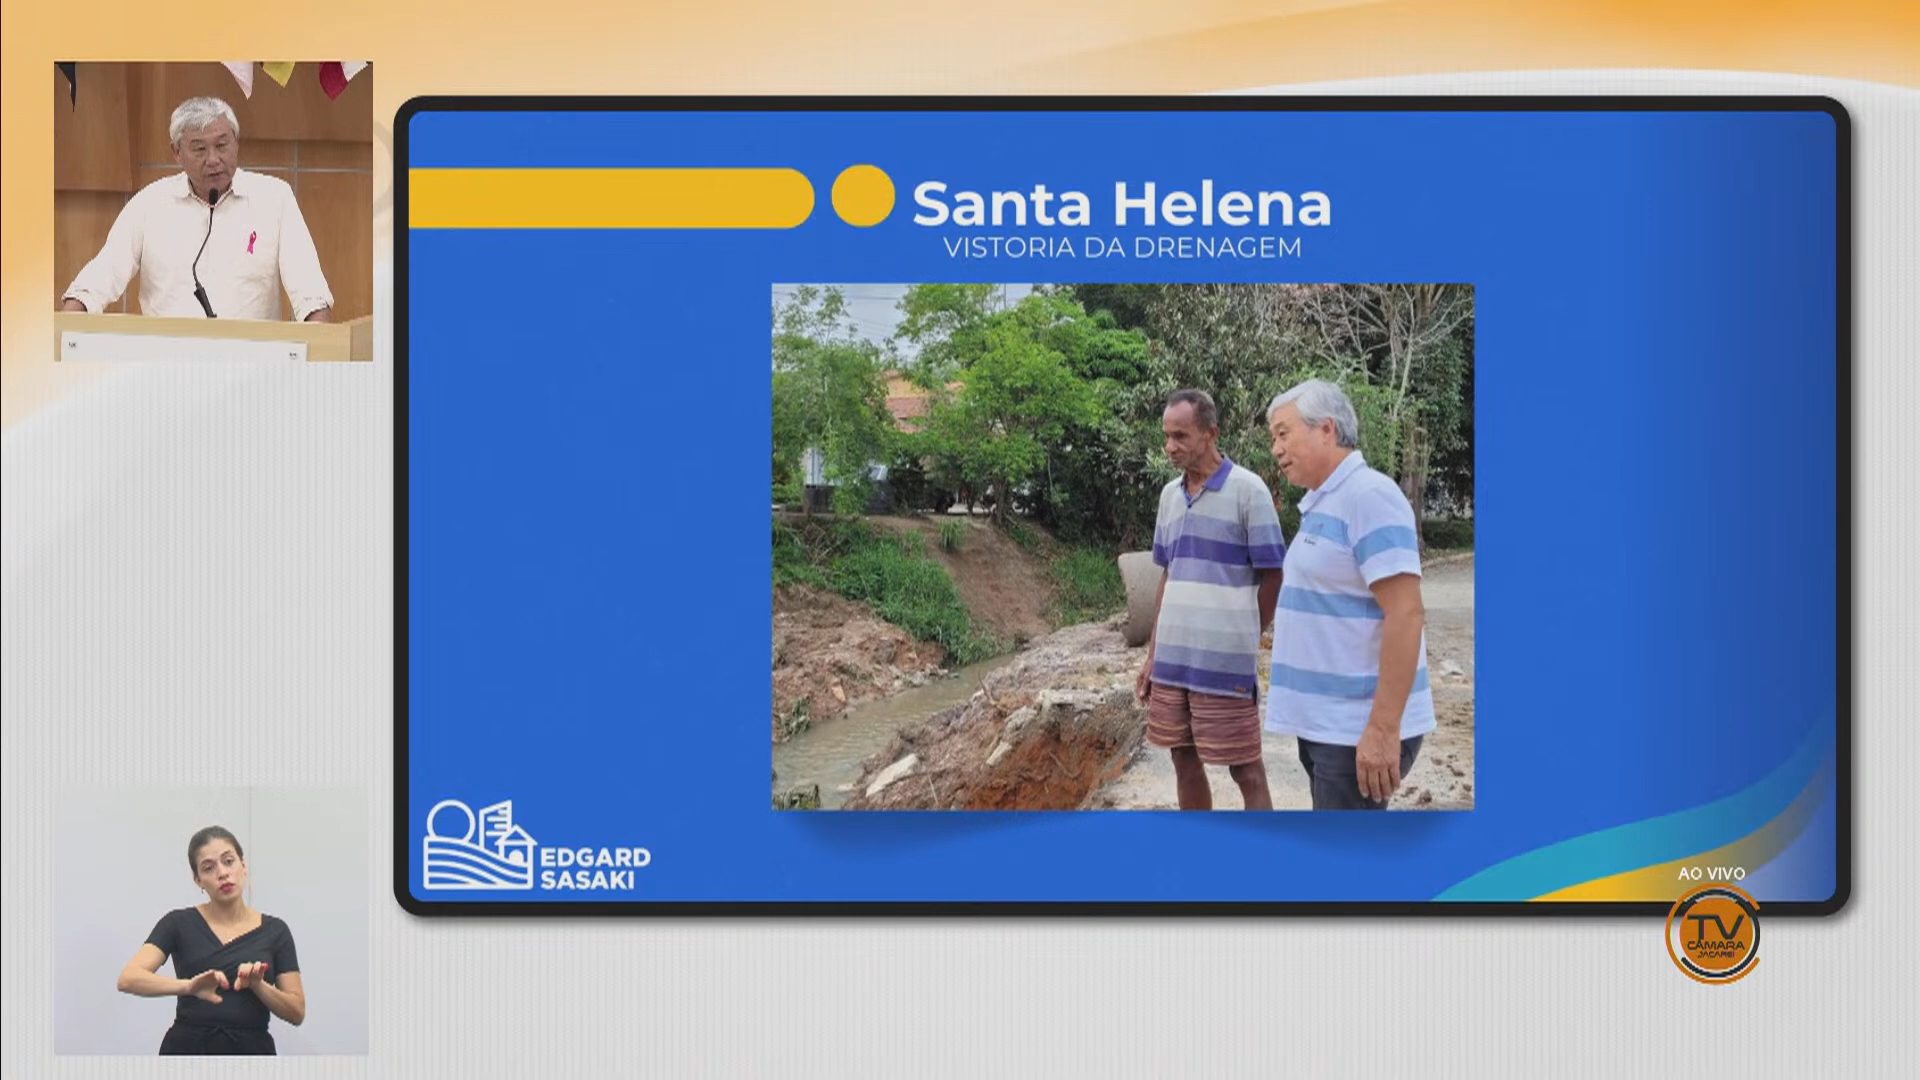 Santa Helena
VISTORIA DA DRENAGEM
EDGARD
SASAKI
AO VIVO
TV
CÂMARA
JACAREÍ